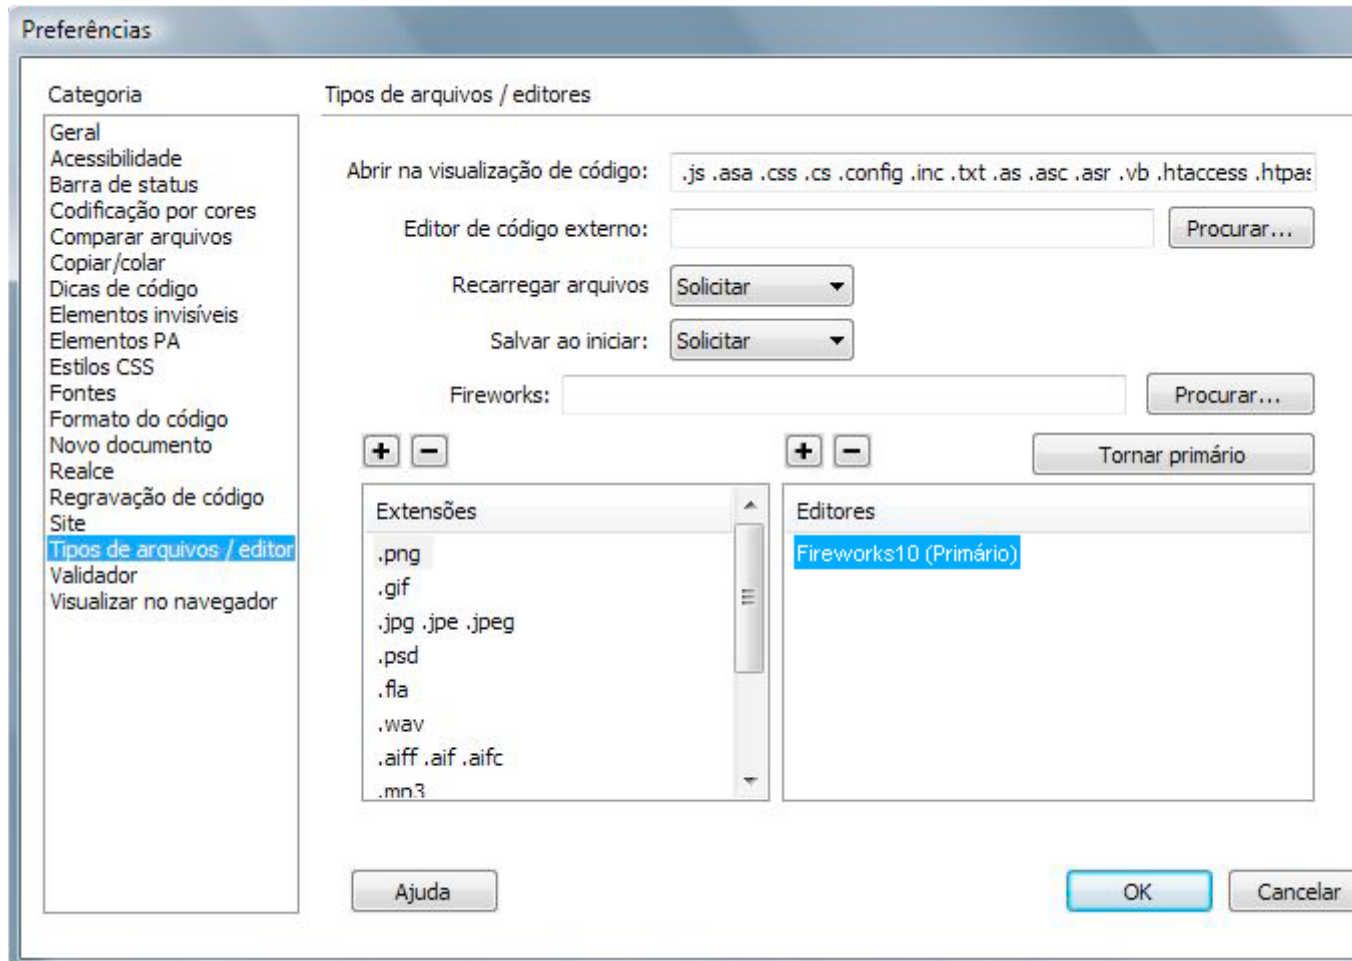 Preferências
Categoria
Geral
Acessibilidade
Barra de status
Codificação por cores
Comparar arquivos
Copiar/colar
Dicas de código
Elementos invisíveis
Elementos PA
Estilos CSS
Fontes
Formato do código
Novo documento
Realce
Regravação de código
Site
Tipos de arquivos / editor
Validador
Visualizar no navegador
Tipos de arquivos / editores
Abrir na visualização de código: .js .asa .css .cs .config .inc .txt .as .asc .asr .vb .htaccess .htpas
Editor de código externo: Procurar...
Recarregar arquivos Solicitar
Salvar ao iniciar: Solicitar
Fireworks: Procurar...
Tornar primário
Extensões
.png
.gif
.jpg .jpe .jpeg
.psd
.fla
.wav
.aiff .aif .aifc
.mp3
Editores
Fireworks10 (Primário)
Ajuda OK Cancelar